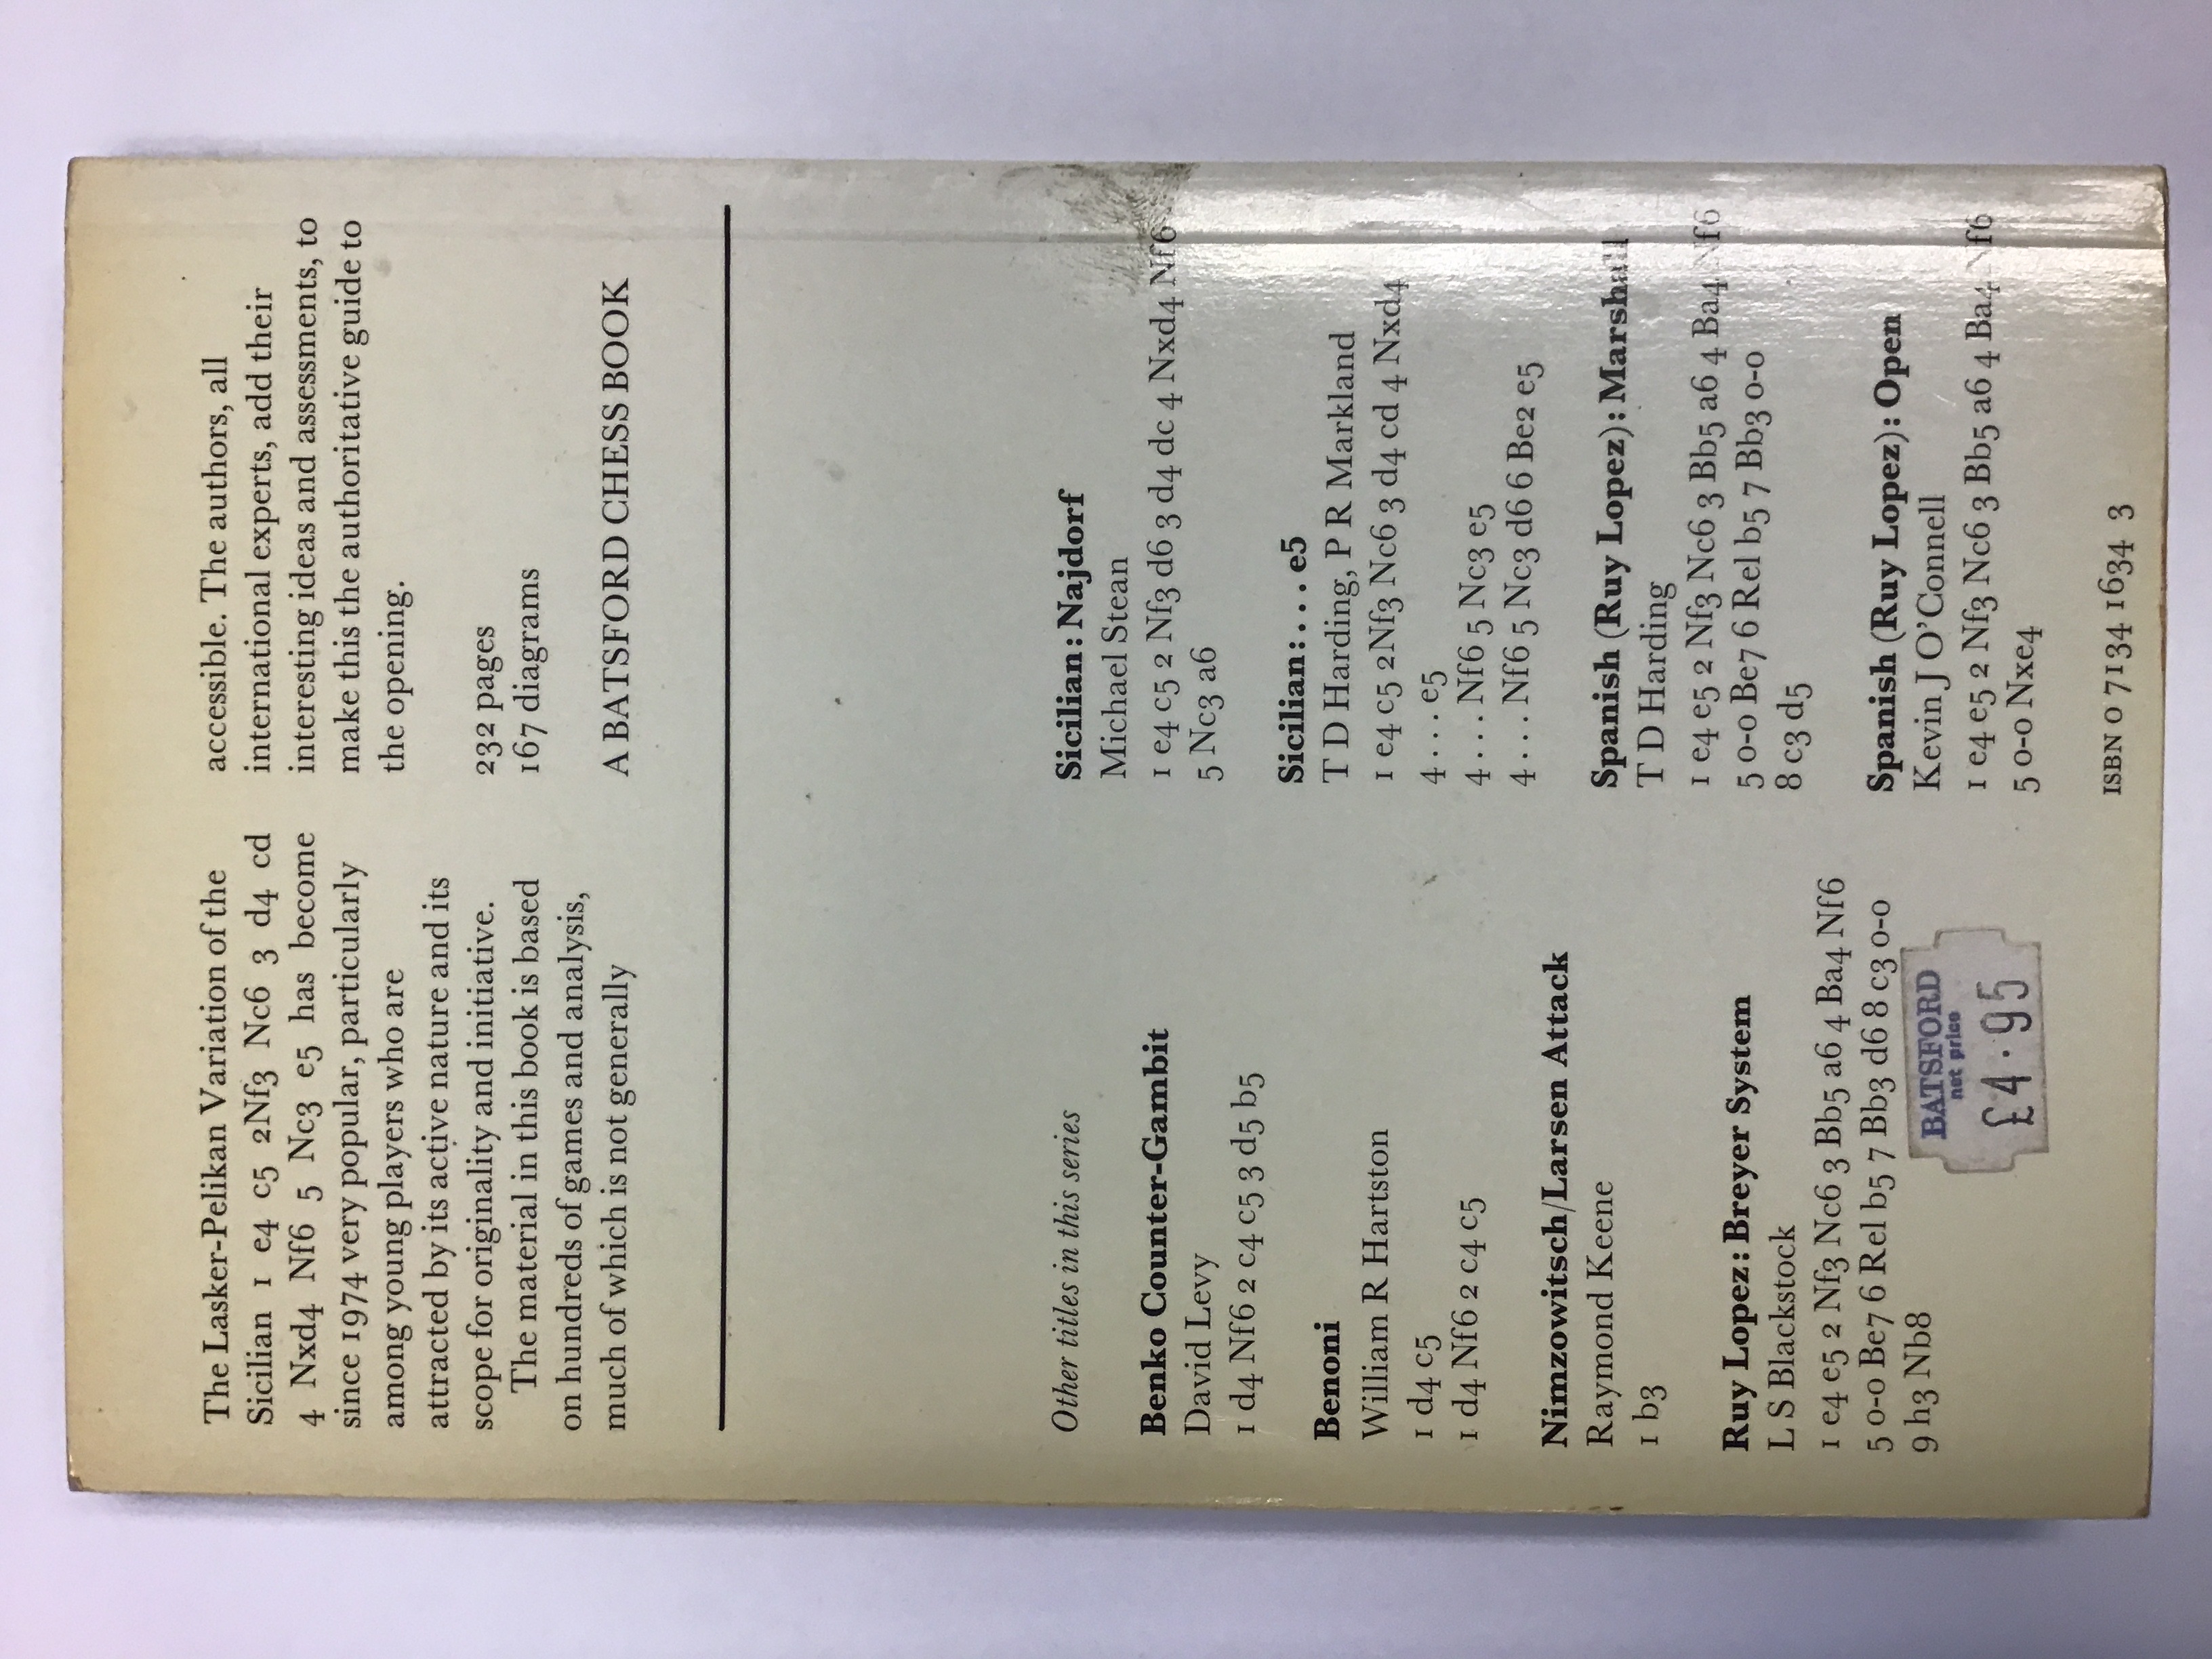 The Lasker-Pelikan Variation of the
Sicilian 1 e4 c5 2Nf3 Nc6 3 d4 cd
4 Nxd4 Nf6 5 Nc3 e5 has become
since 1974 very popular, particularly
among young players who are
attracted by its active nature and its
scope for originality and initiative.
The material in this book is based
on hundreds of games and analysis,
much of which is not generally
accessible. The authors, all
international experts, add their
interesting ideas and assessments, to
make this the authoritative guide to
the opening.
232 pages
167 diagrams
A BATSFORD CHESS BOOK
Other titles in this series
Benko Counter-Gambit
David Levy
1 d4 Nf6 2 c4 c5 3 d5 b5
Benoni
William R Hartston
1 d4 c5
1 d4 Nf6 2 c4 c5
Nimzowitsch/Larsen Attack
Raymond Keene
1 b3
Ruy Lopez: Breyer System
L S Blackstock
1 e4 e5 2 Nf3 Nc6 3 Bb5 a6 4 Ba4 Nf6
5 0-0 Be7 6 Rel b5 7 Bb3 d6 8 c3 0-0
9 h3 Nb8
BATSFORD
net price
£4.95
Sicilian: Najdorf
Michael Stean
1 e4 c5 2 Nf3 d6 3 d4 dc 4 Nxd4 Nf6
5 Nc3 a6
Sicilian: ... e5
T D Harding, P R Markland
1 e4 c5 2Nf3 Nc6 3 d4 cd 4 Nxd4
4 ... e5
4 ... Nf6 5 Nc3 e5
4 ... Nf6 5 Nc3 d6 6 Be2 e5
Spanish (Ruy Lopez): Marshall
T D Harding
1 e4 e5 2 Nf3 Nc6 3 Bb5 a6 4 Ba4 Nf6
5 0-0 Be7 6 Rel b5 7 Bb3 0-0
8 c3 d5
Spanish (Ruy Lopez): Open
Kevin J O'Connell
1 e4 e5 2 Nf3 Nc6 3 Bb5 a6 4 Ba4 Nf6
5 0-0 Nxe4
ISBN 0 7134 1634 3